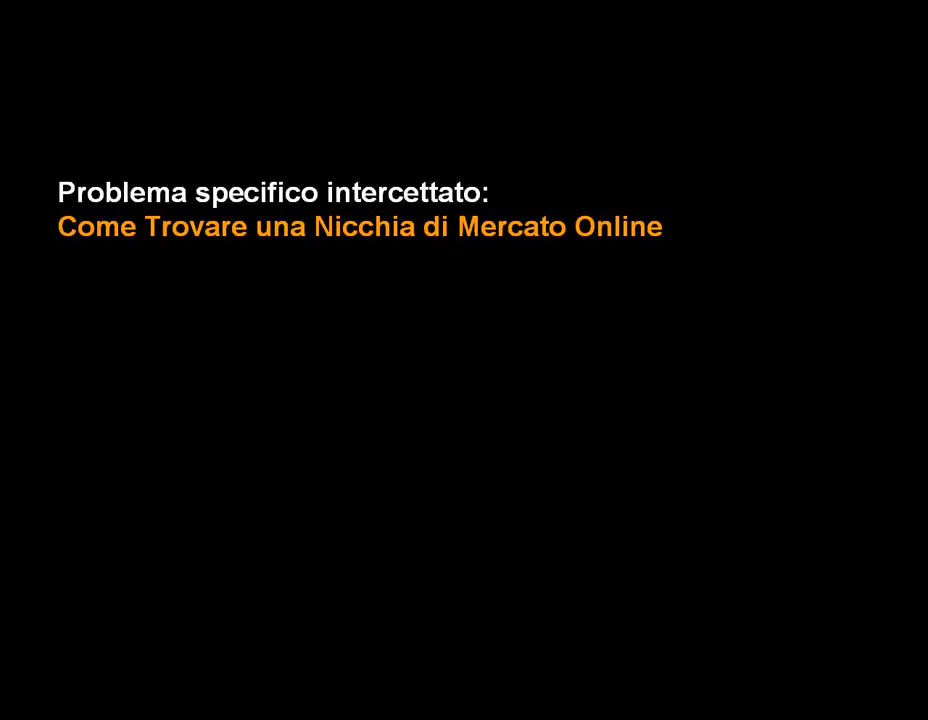 Problema specifico intercettato:
Come Trovare una Nicchia di Mercato Online